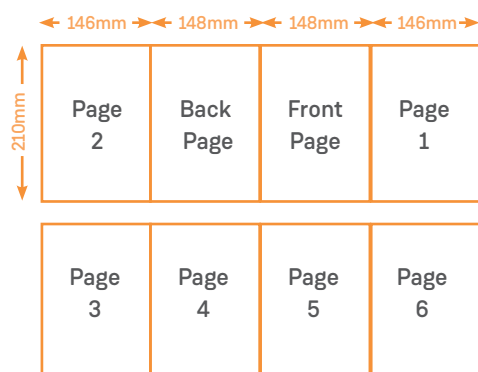 146mm 148mm 148mm 146mm
210mm
Page Back Front Page
2 Page Page 1
Page Page Page Page
3 4 5 6